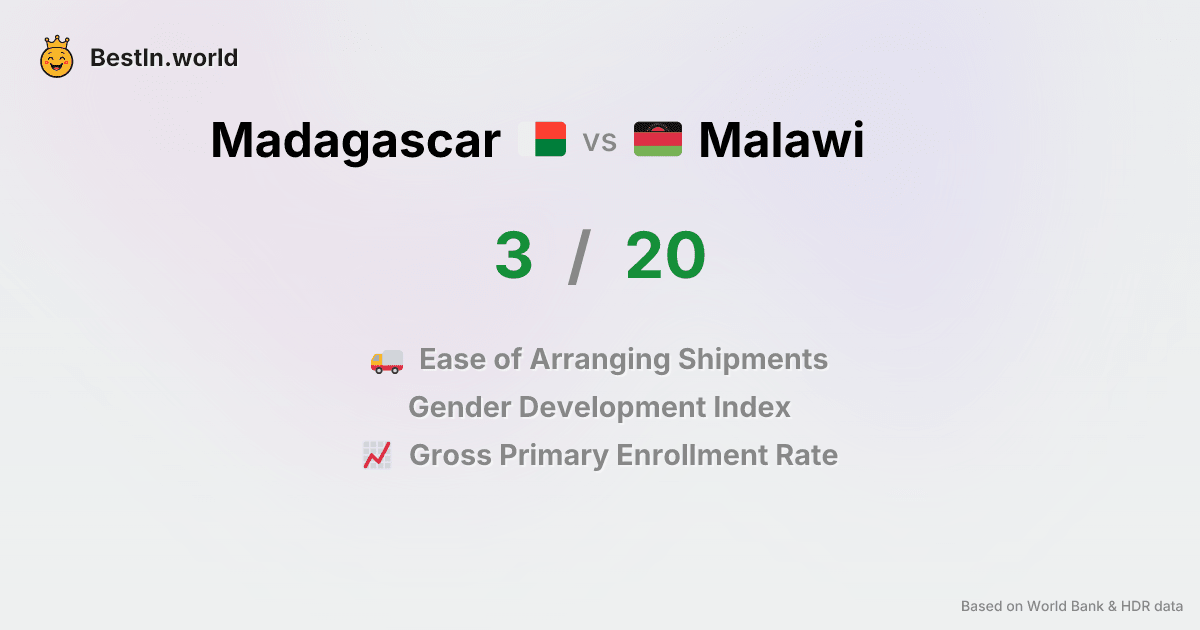 BestIn.world
Madagascar vs Malawi
3 / 20
Ease of Arranging Shipments
Gender Development Index
Gross Primary Enrollment Rate
Based on World Bank & HDR data